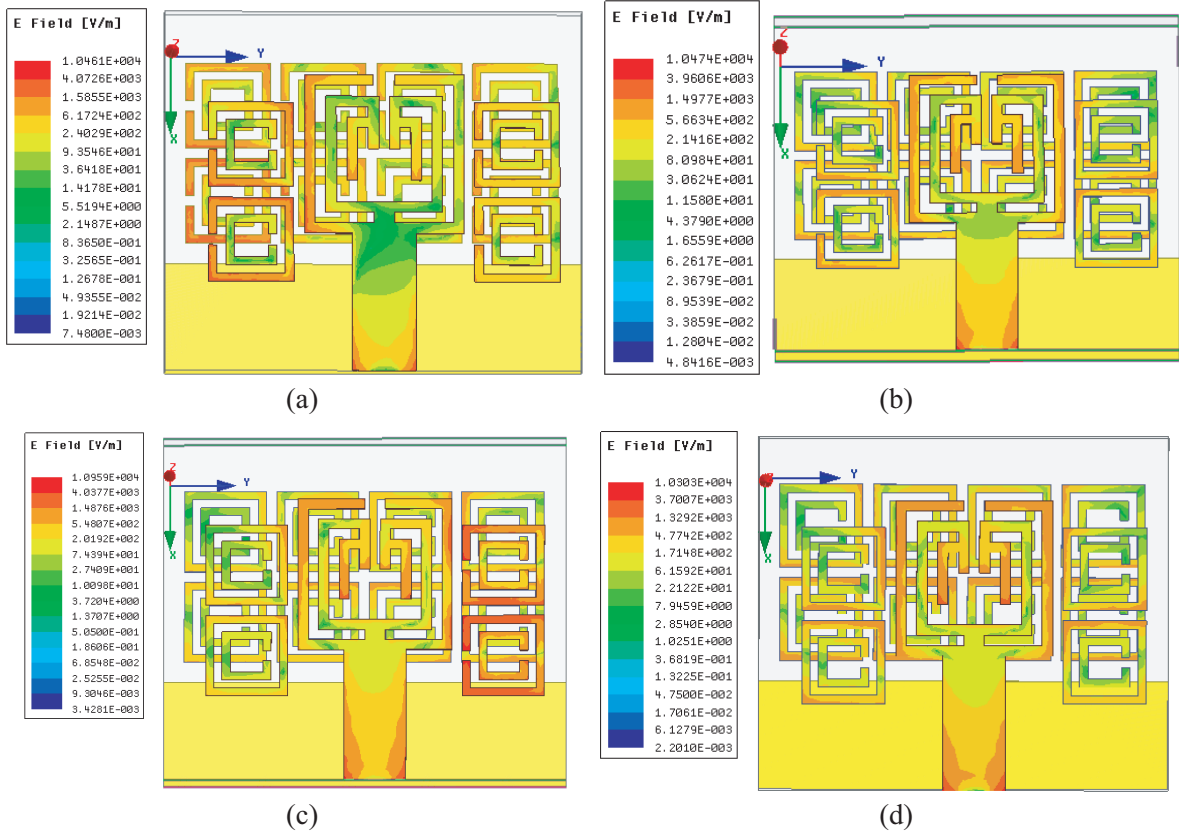 E Field [V/m]
1.0461E+004
4.0726E+003
1.5855E+003
6.1724E+002
2.4029E+002
9.3546E+001
3.6418E+001
1.4178E+001
5.5194E+000
2.1487E+000
8.3650E-001
3.2565E-001
1.2678E-001
4.9355E-002
1.9214E-002
7.4800E-003
Z
Y
X
(a)
E Field [V/m]
1.0474E+004
3.9606E+003
1.4977E+003
5.6634E+002
2.1416E+002
8.0984E+001
3.0624E+001
1.1580E+001
4.3790E+000
1.6559E+000
6.2617E-001
2.3679E-001
8.9539E-002
3.3859E-002
1.2804E-002
4.8416E-003
Z
Y
X
(b)
E Field [V/m]
1.0959E+004
4.0377E+003
1.4876E+003
5.4807E+002
2.0192E+002
7.4394E+001
2.7409E+001
1.0098E+001
3.7204E+000
1.3707E+000
5.0500E-001
1.8606E-001
6.8548E-002
2.5255E-002
9.3046E-003
3.4281E-003
Z
Y
X
(c)
E Field [V/m]
1.0303E+004
3.7007E+003
1.3292E+003
4.7742E+002
1.7148E+002
6.1592E+001
2.2122E+001
7.9459E+000
2.8540E+000
1.0251E+000
3.6819E-001
1.3225E-001
4.7500E-002
1.7061E-002
6.1279E-003
2.2010E-003
Z
Y
X
(d)